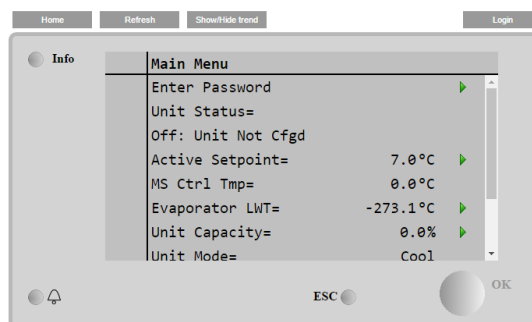 Home Refresh Show/Hide trend Login
Info
Main Menu
Enter Password
Unit Status=
Off: Unit Not Cfgd
Active Setpoint= 7.0°C
MS Ctrl Tmp= 0.0°C
Evaporator LWT= -273.1°C
Unit Capacity= 0.0%
Unit Mode= Cool
ESC OK